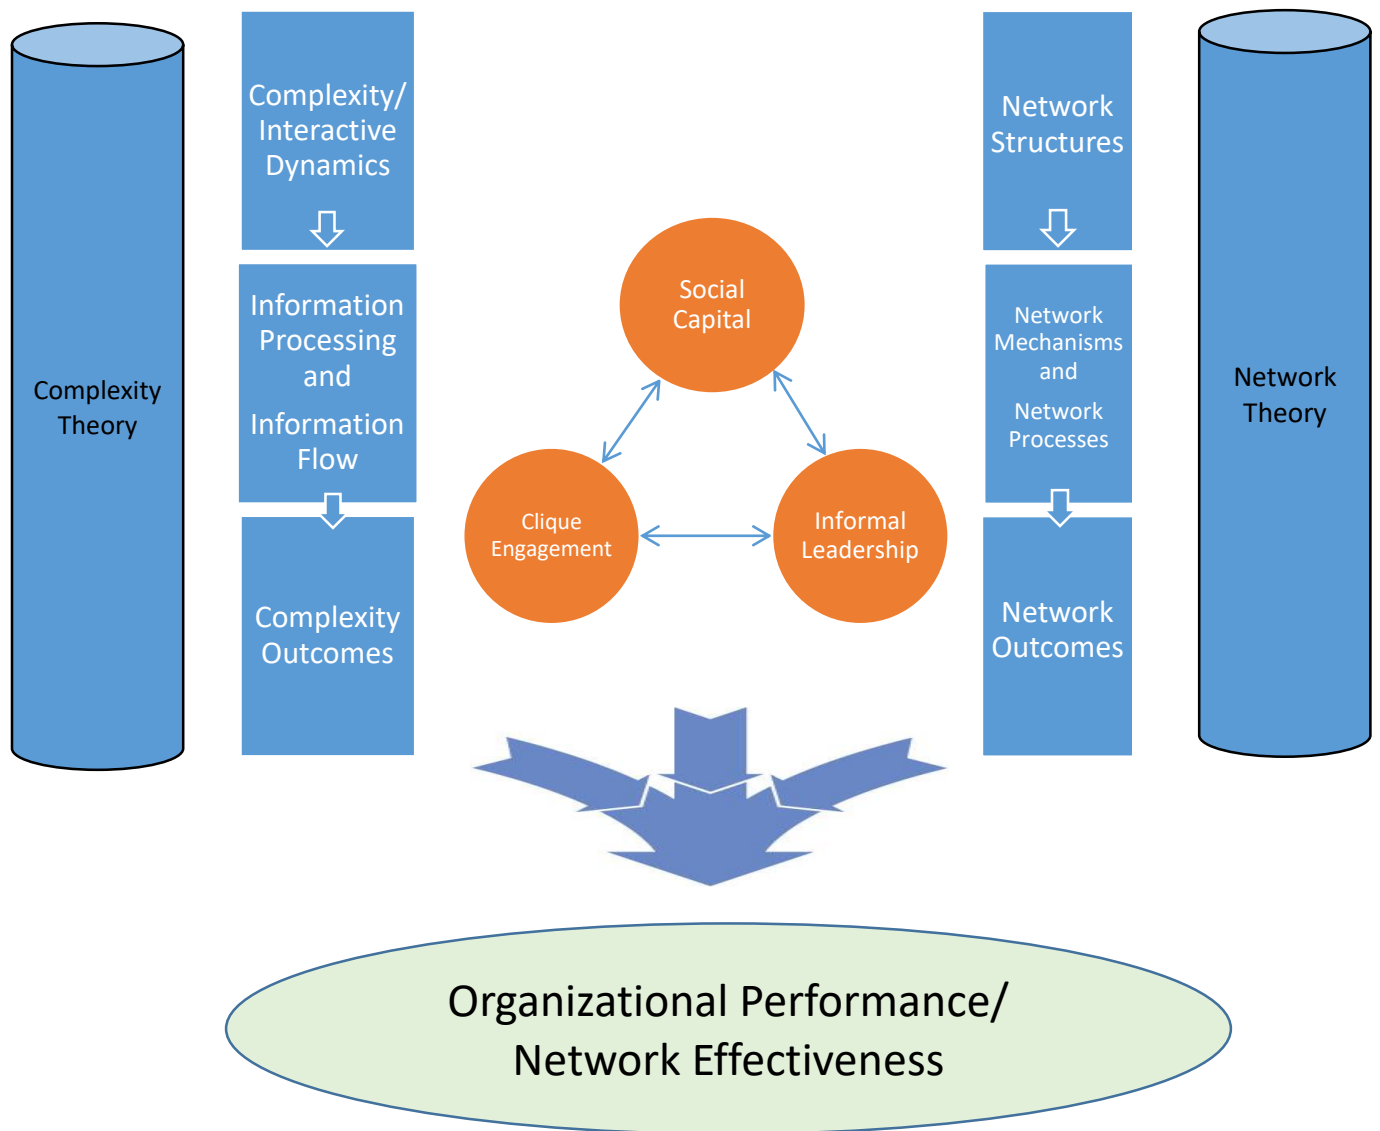 Complexity
Theory
Complexity/
Interactive
Dynamics
Information
Processing
and
Information
Flow
Complexity
Outcomes
Social
Capital
Clique
Engagement
Informal
Leadership
Network
Structures
Network
Mechanisms
and
Network
Processes
Network
Outcomes
Network
Theory
Organizational Performance/
Network Effectiveness